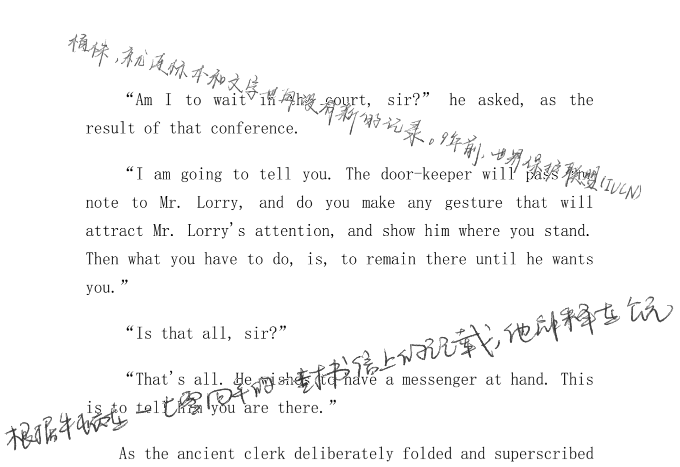 植株，就连标本和文字也没有新的记录。9年前，世界保护联盟(IUCN)
“Am I to wait in the court, sir?” he asked, as the
result of that conference.
“I am going to tell you. The door-keeper will pass the
note to Mr. Lorry, and do you make any gesture that will
attract Mr. Lorry's attention, and show him where you stand.
Then what you have to do, is, to remain there until he wants
you.”
“Is that all, sir?”
“That's all. He wishes to have a messenger at hand. This
is to tell him you are there.”
根据牛顿在一七零四年的一封书信上的记载，他
As the ancient clerk deliberately folded and superscribed